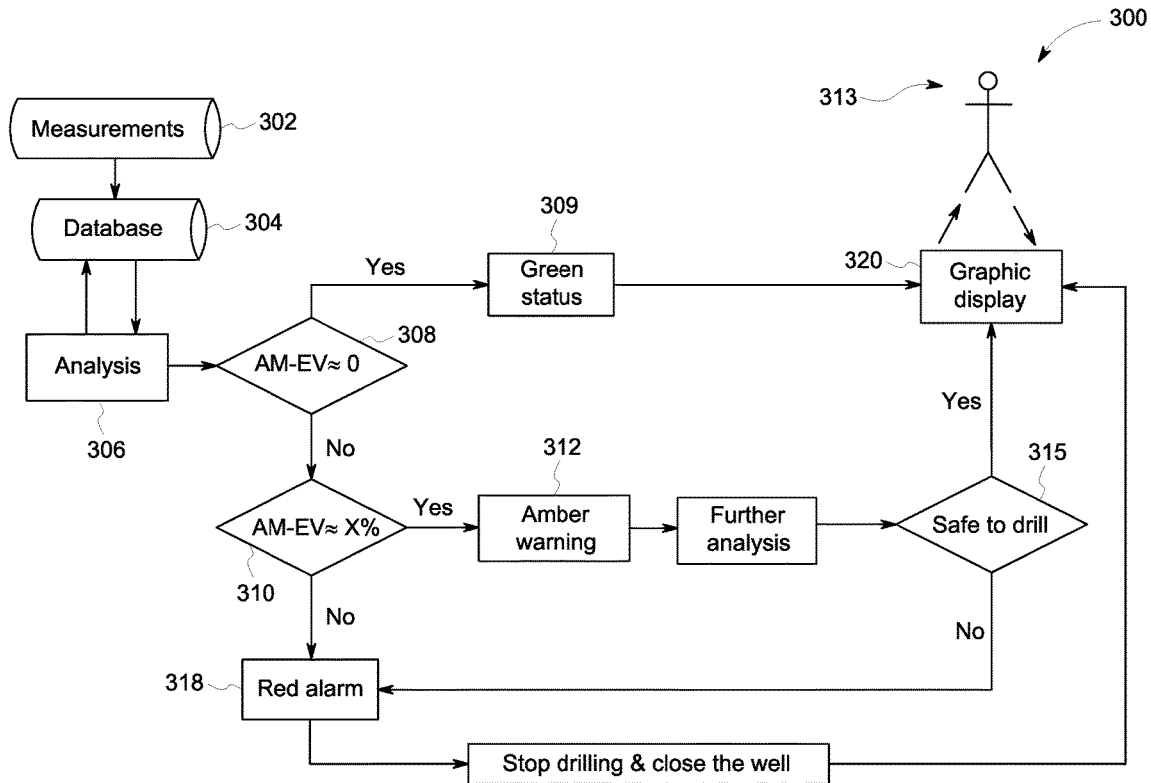 300
313
Measurements
302
Database
304
309
Yes
Green
status
320
Graphic
display
308
AM-EV≈ 0
Analysis
306
No
Yes
312
315
AM-EV≈ X%
Yes
Amber
warning
Further
analysis
Safe to drill
310
No
No
318
Red alarm
Stop drilling & close the well